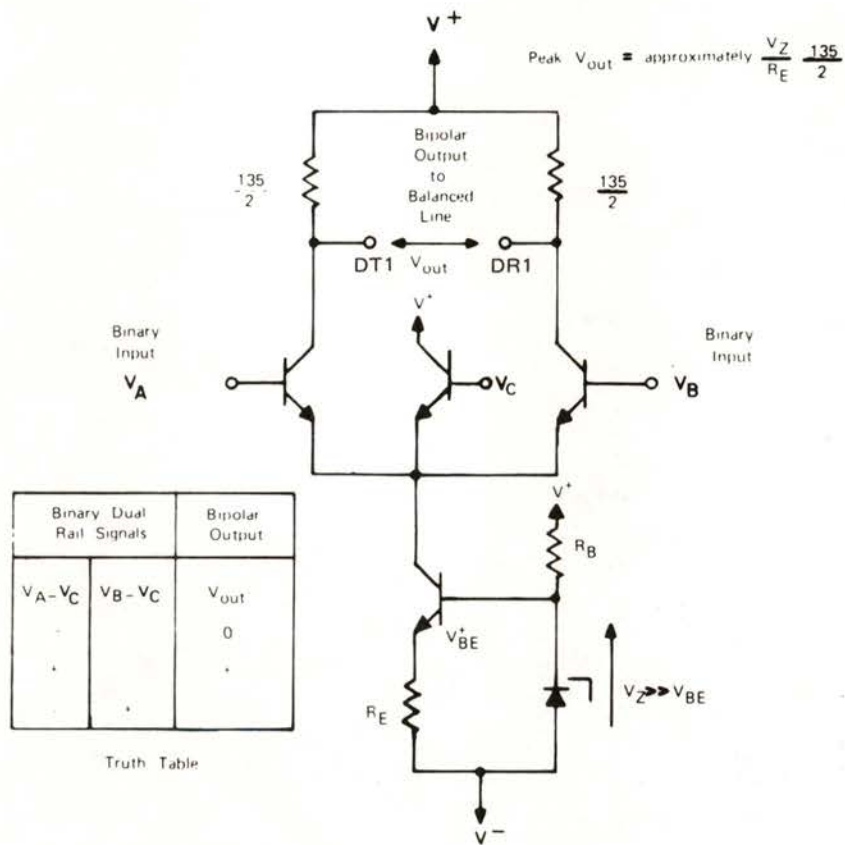 V+
Peak Vout = approximately VZ/RE 135/2
Bipolar
Output
to
Balanced
Line
135/2
135/2
DT1
Vout
DR1
V+
Binary
Input
VA
VC
Binary
Input
VB
Binary Dual
Rail Signals
Bipolar
Output
VA-VC
VB-VC
Vout
-
0
+
+
+
V+
RB
V+BE
RE
VZ>>VBE
Truth Table
V-